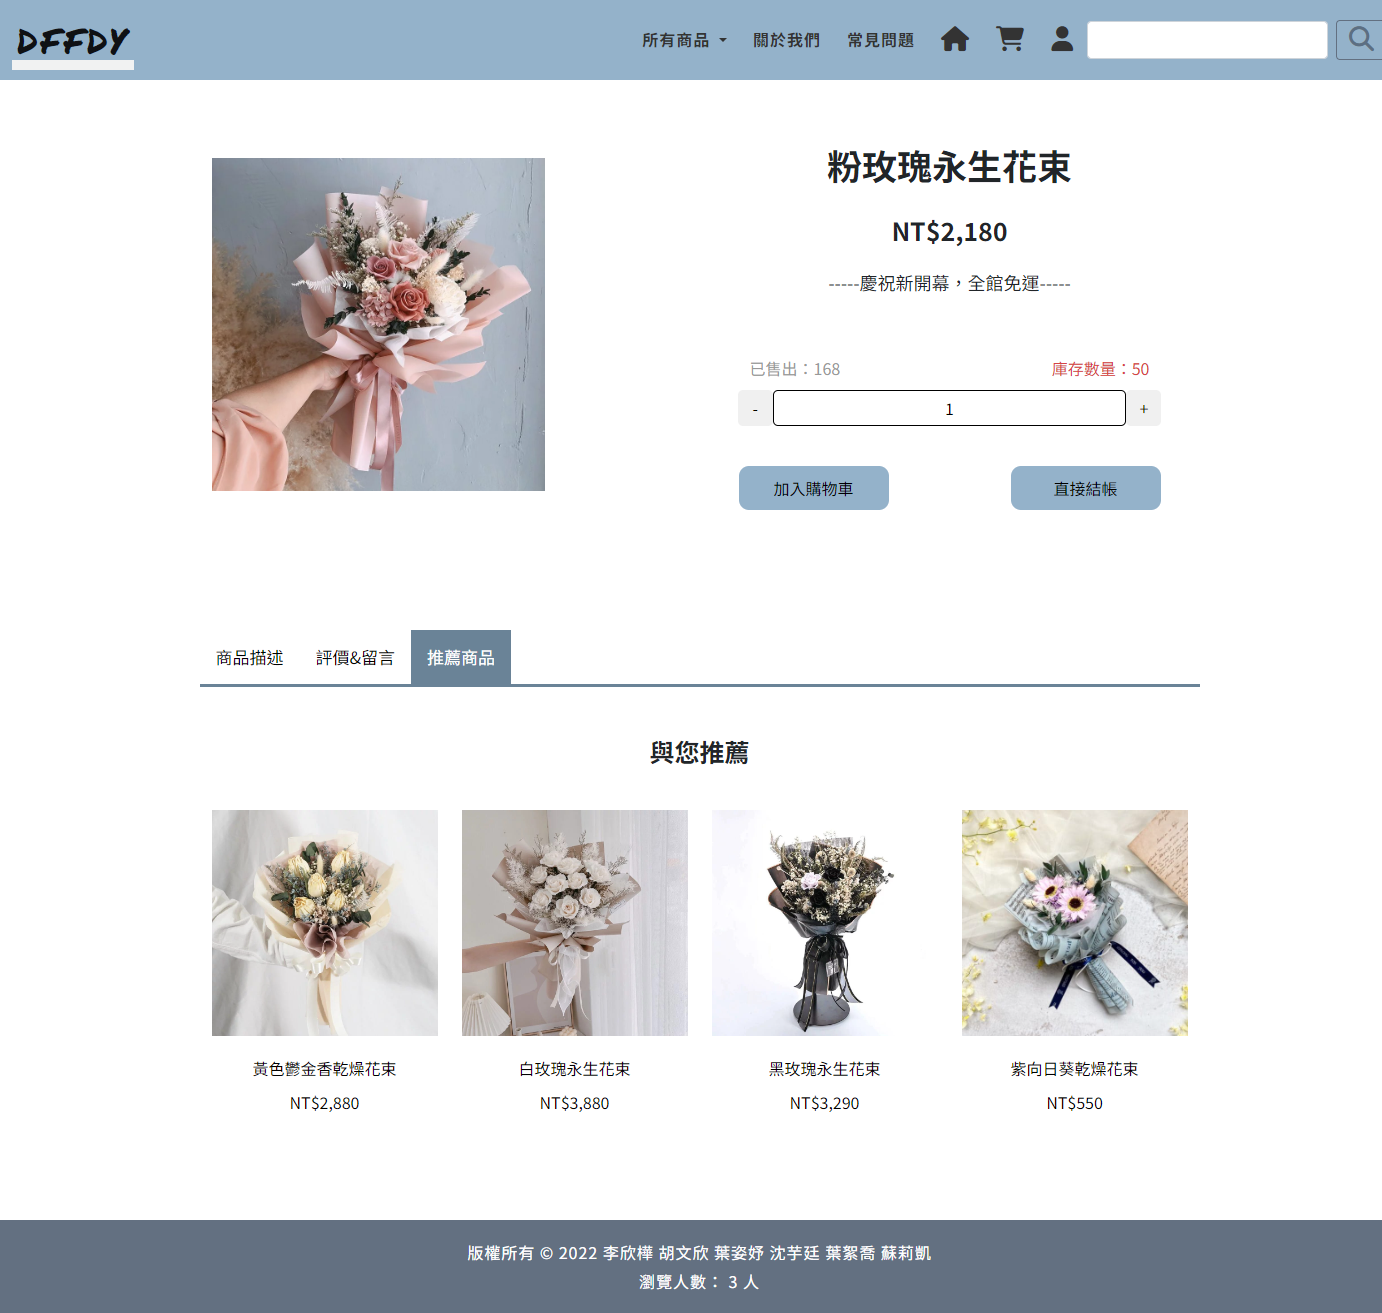 DFFDY
所有商品
關於我們
常見問題
粉玫瑰永生花束
NT$2,180
-----慶祝新開幕，全館免運-----
已售出：168
庫存數量：50
- 1 +
加入購物車
直接結帳
商品描述
評價&留言
推薦商品
與您推薦
黃色鬱金香乾燥花束
NT$2,880
白玫瑰永生花束
NT$3,880
黑玫瑰永生花束
NT$3,290
紫向日葵乾燥花束
NT$550
版權所有 © 2022 李欣樺 胡文欣 葉姿妤 沈芋廷 葉絮喬 蘇莉凱
瀏覽人數： 3 人